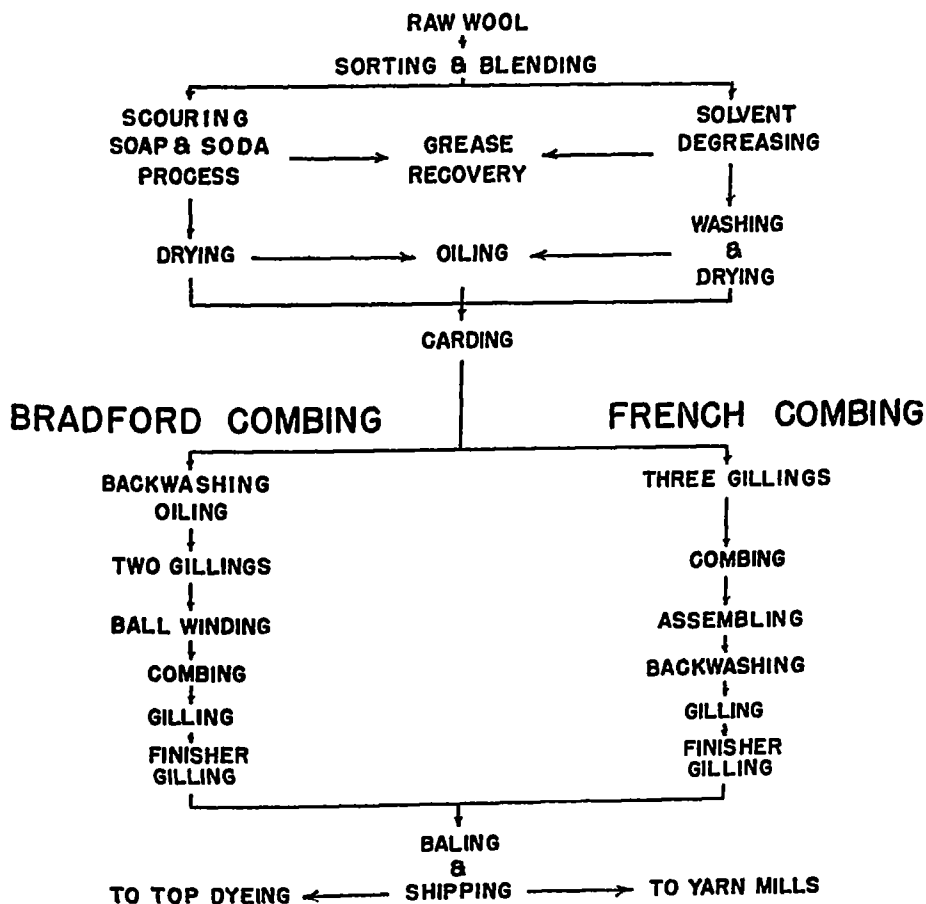 RAW WOOL
SORTING & BLENDING
SCOURING
SOAP & SODA
PROCESS
GREASE
RECOVERY
SOLVENT
DEGREASING
DRYING
OILING
WASHING
&
DRYING
CARDING
BRADFORD COMBING
FRENCH COMBING
BACKWASHING
OILING
TWO GILLINGS
BALL WINDING
COMBING
GILLING
FINISHER
GILLING
THREE GILLINGS
COMBING
ASSEMBLING
BACKWASHING
GILLING
FINISHER
GILLING
BALING
&
SHIPPING
TO TOP DYEING
TO YARN MILLS